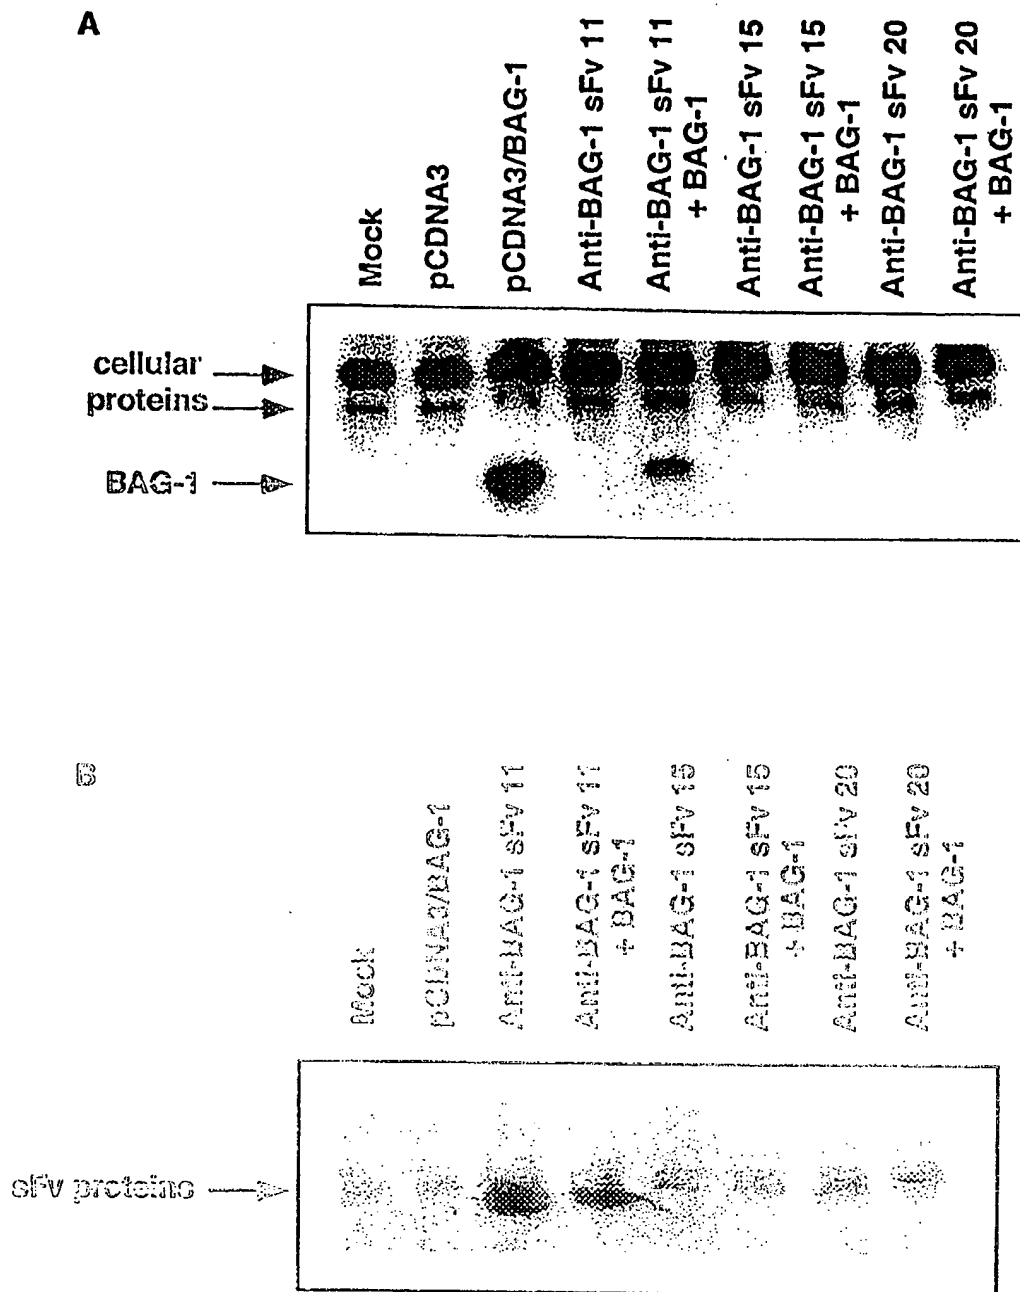 A
Mock
pCDNA3
pCDNA3/BAG-1
Anti-BAG-1 sFv 11
Anti-BAG-1 sFv 11
+ BAG-1
Anti-BAG-1 sFv 15
Anti-BAG-1 sFv 15
+ BAG-1
Anti-BAG-1 sFv 20
Anti-BAG-1 sFv 20
+ BAG-1
cellular
proteins
BAG-1
B
Mock
pCDNA3/BAG-1
Anti-BAG-1 sFv 11
Anti-BAG-1 sFv 11
+ BAG-1
Anti-BAG-1 sFv 15
Anti-BAG-1 sFv 15
+ BAG-1
Anti-BAG-1 sFv 20
Anti-BAG-1 sFv 20
+ BAG-1
sFv proteins